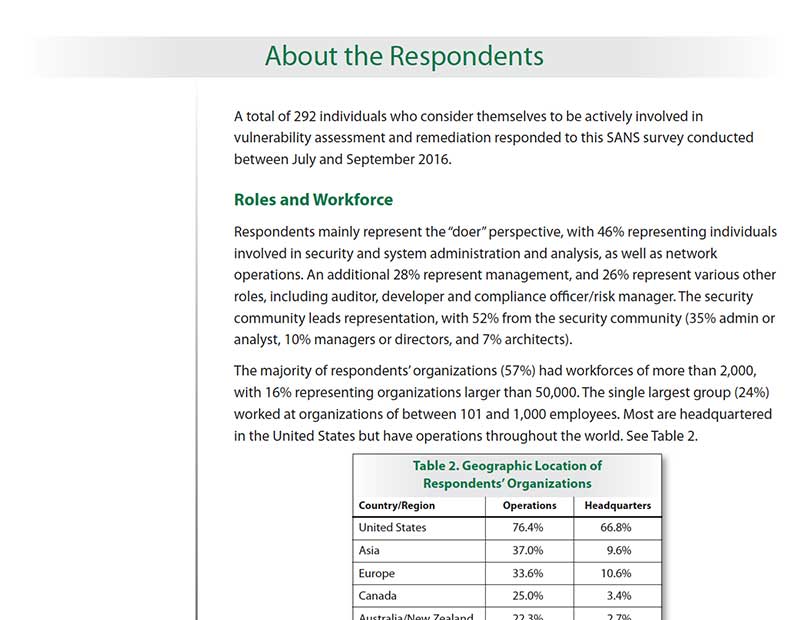 About the Respondents
A total of 292 individuals who consider themselves to be actively involved in
vulnerability assessment and remediation responded to this SANS survey conducted
between July and September 2016.
Roles and Workforce
Respondents mainly represent the “doer” perspective, with 46% representing individuals
involved in security and system administration and analysis, as well as network
operations. An additional 28% represent management, and 26% represent various other
roles, including auditor, developer and compliance officer/risk manager. The security
community leads representation, with 52% from the security community (35% admin or
analyst, 10% managers or directors, and 7% architects).
The majority of respondents’ organizations (57%) had workforces of more than 2,000,
with 16% representing organizations larger than 50,000. The single largest group (24%)
worked at organizations of between 101 and 1,000 employees. Most are headquartered
in the United States but have operations throughout the world. See Table 2.
Table 2. Geographic Location of
Respondents’ Organizations
Country/Region Operations Headquarters
United States 76.4% 66.8%
Asia 37.0% 9.6%
Europe 33.6% 10.6%
Canada 25.0% 3.4%
Australia/New Zealand 22.3% 2.7%